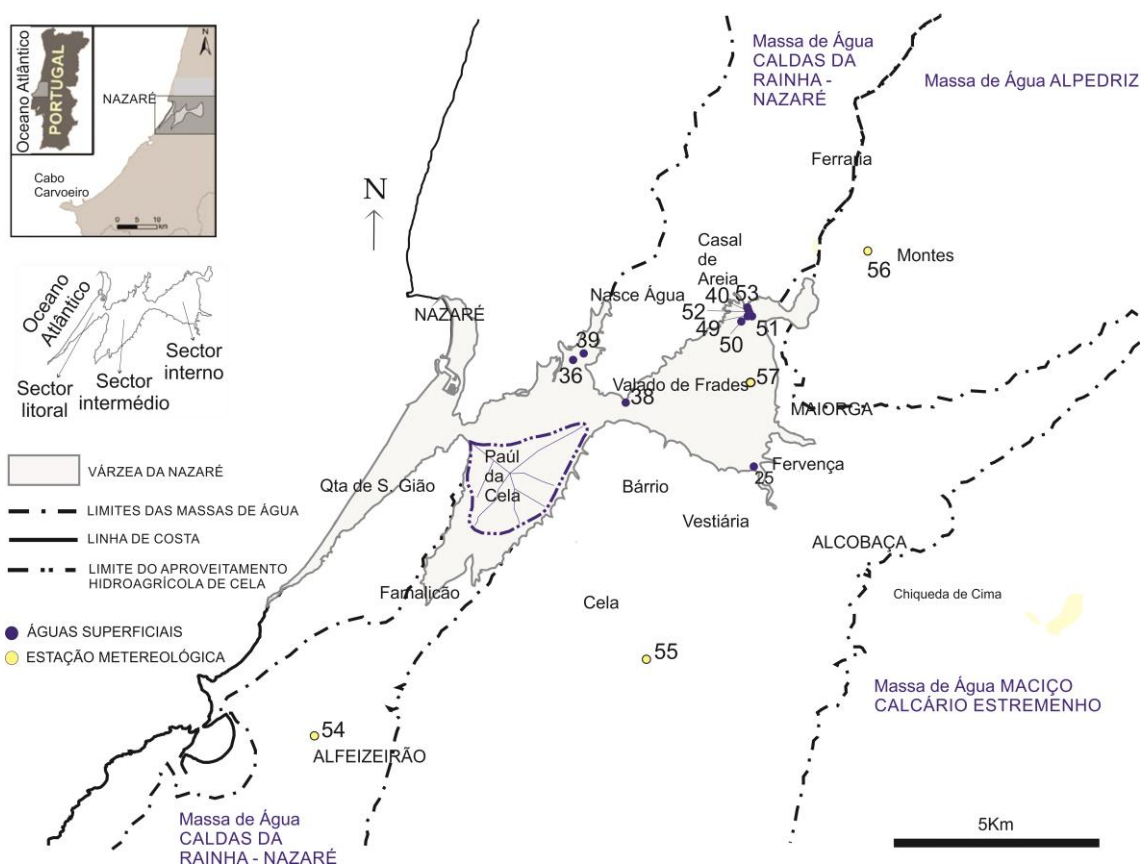 Oceano Atlântico
PORTUGAL
N
NAZARÉ
Cabo
Carvoeiro
0 5 10
km
Oceano
Atlântico
Sector
interno
Sector
litoral
Sector
intermédio
VÁRZEA DA NAZARÉ
LIMITES DAS MASSAS DE ÁGUA
LINHA DE COSTA
LIMITE DO APROVEITAMENTO
HIDROAGRÍCOLA DE CELA
ÁGUAS SUPERFICIAIS
ESTAÇÃO METEREOLÓGICA
Massa de Água
CALDAS DA
RAINHA -
NAZARÉ
Massa de Água ALPEDRIZ
Ferraria
N
Casal
de
Areia
56
Montes
NAZARÉ
Nasce Água
40
53
52
49
51
50
39
36
Valado de Frades
57
38
MAIORGA
Paúl
da
Cela
Qta de S. Gião
Bárrio
Fervença
25
Vestiária
ALCOBAÇA
Famalicão
Cela
Chiqueda de Cima
55
Massa de Água MACIÇO
CALCÁRIO ESTREMENHO
54
ALFEIZEIRÃO
Massa de Água
CALDAS DA
RAINHA - NAZARÉ
5Km